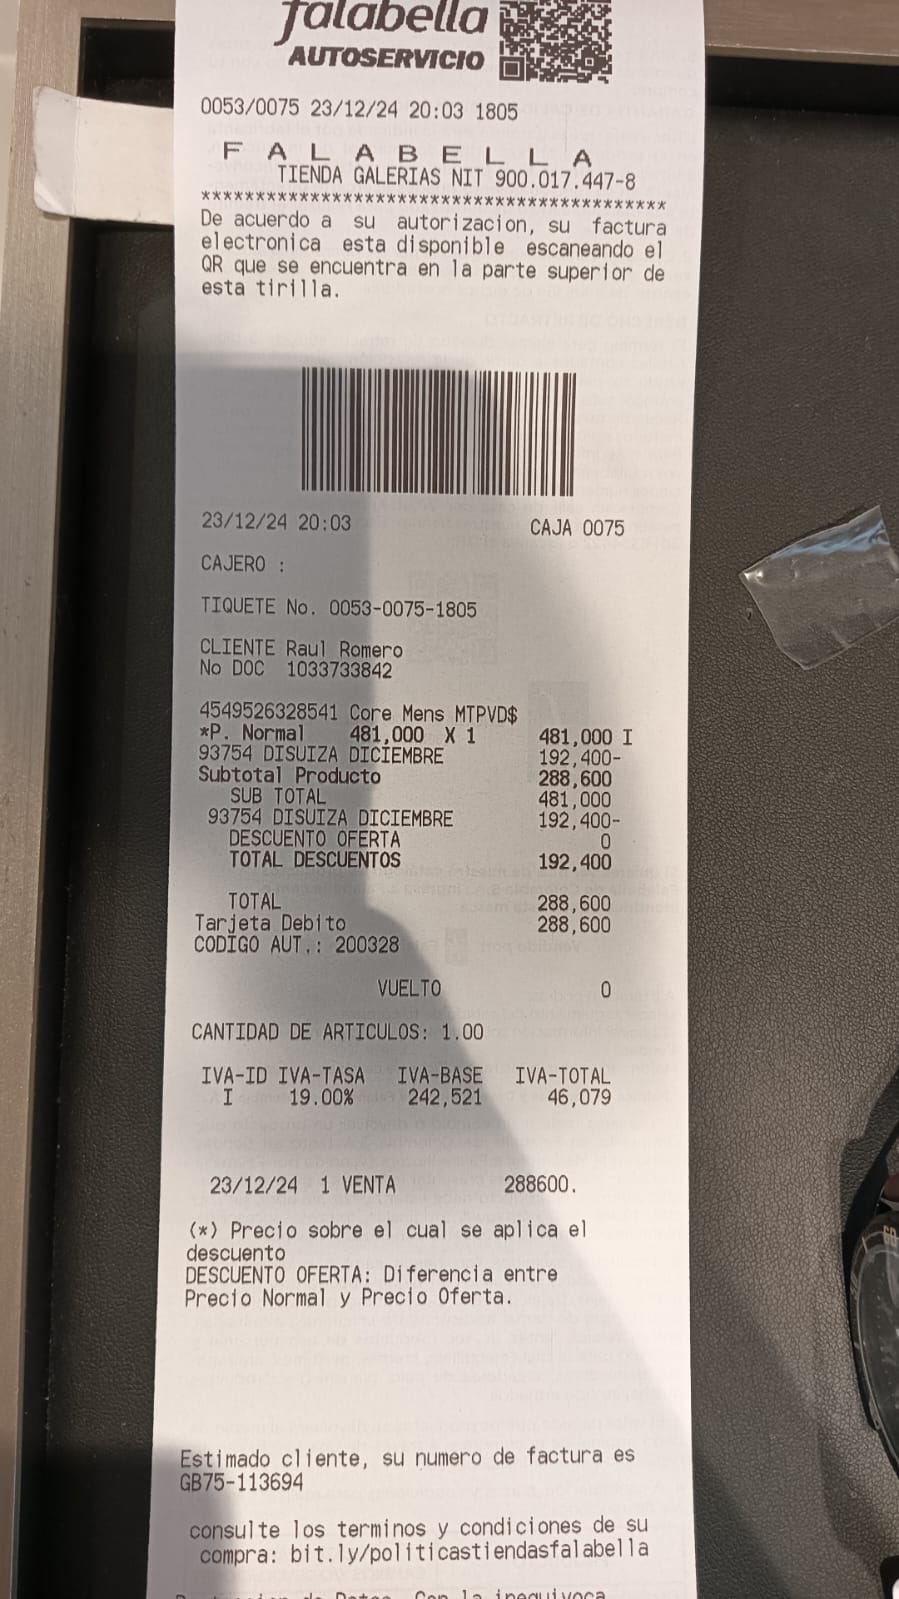 falabella
AUTOSERVICIO
0053/0075 23/12/24 20:03 1805
F A L A B E L L A
TIENDA GALERIAS NIT 900.017.447-8
*******************************************
De acuerdo a su autorizacion, su factura
electronica esta disponible escaneando el
QR que se encuentra en la parte superior de
esta tirilla.
23/12/24 20:03 CAJA 0075
CAJERO :
TIQUETE No. 0053-0075-1805
CLIENTE Raul Romero
No DOC 1033733842
4549526328541 Core Mens MTPVD$
*P. Normal 481,000 X 1 481,000 I
93754 DISUIZA DICIEMBRE 192,400-
Subtotal Producto 288,600
SUB TOTAL 481,000
93754 DISUIZA DICIEMBRE 192,400-
DESCUENTO OFERTA 0
TOTAL DESCUENTOS 192,400
TOTAL 288,600
Tarjeta Debito 288,600
CODIGO AUT.: 200328
VUELTO 0
CANTIDAD DE ARTICULOS: 1.00
IVA-ID IVA-TASA IVA-BASE IVA-TOTAL
I 19.00% 242,521 46,079
23/12/24 1 VENTA 288600.
(*) Precio sobre el cual se aplica el
descuento
DESCUENTO OFERTA: Diferencia entre
Precio Normal y Precio Oferta.
Estimado cliente, su numero de factura es
GB75-113694
consulte los terminos y condiciones de su
compra: bit.ly/politicastiendasfalabella
de Datos. Con la inequivoca